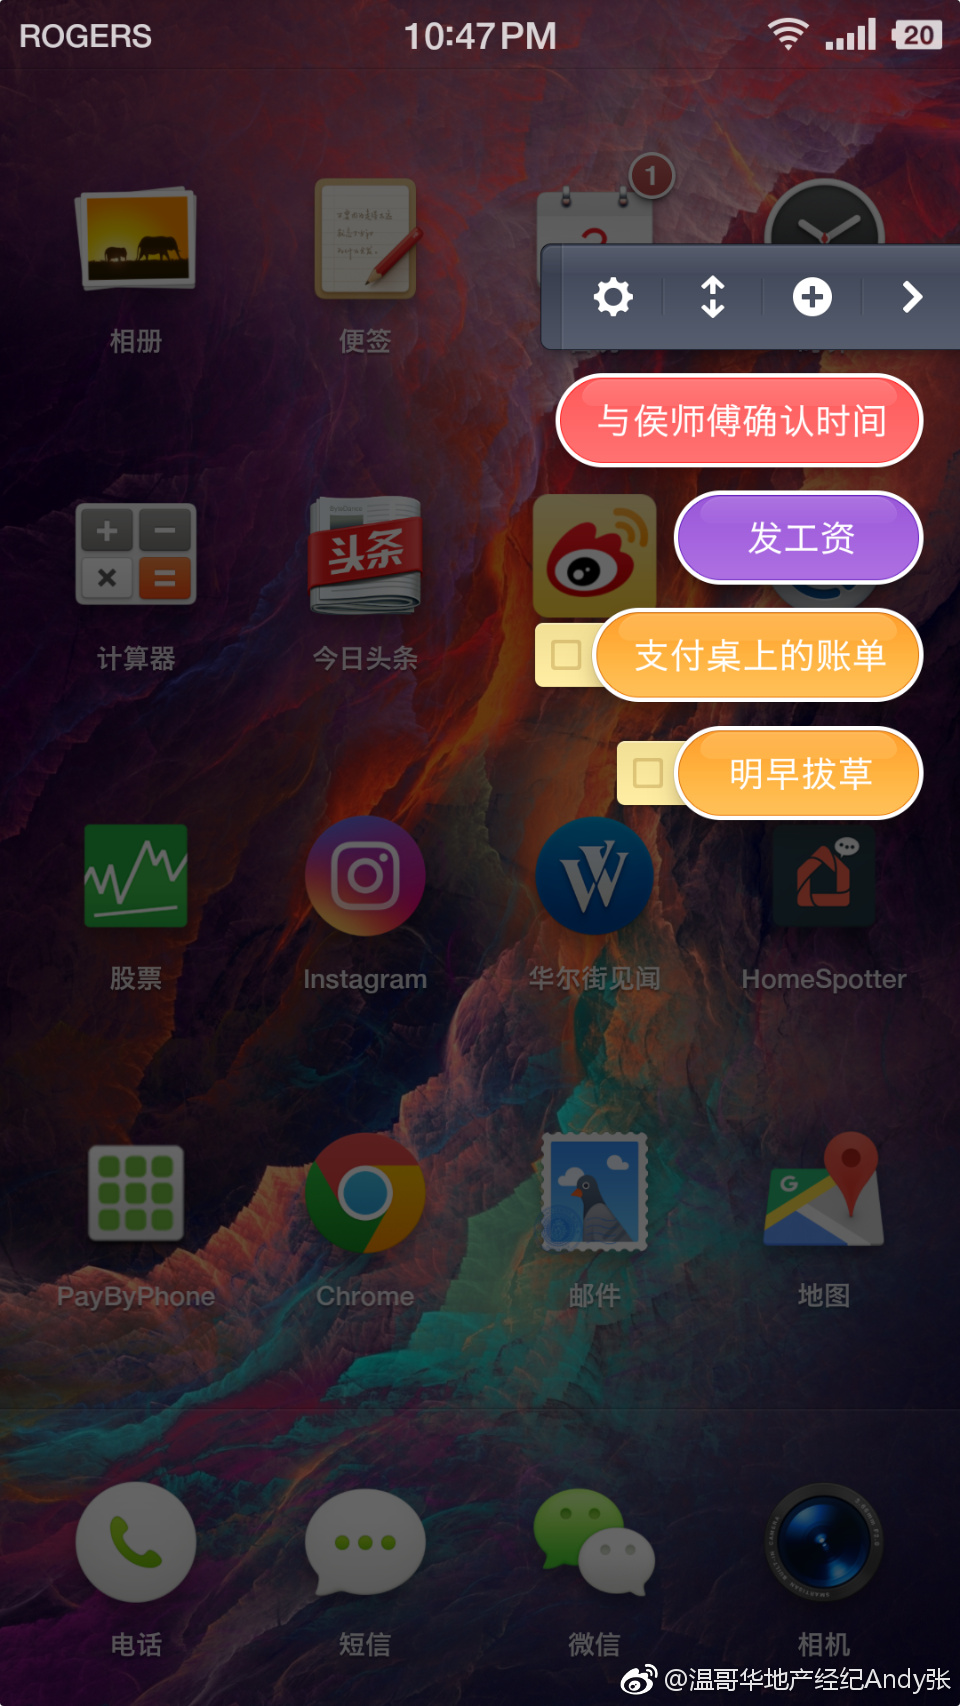 ROGERS 10:47 PM 20
1
相册 便签
与侯师傅确认时间
发工资
头条
支付桌上的账单
计算器 今日头条
明早拔草
股票 Instagram 华尔街见闻 HomeSpotter
G
PayByPhone Chrome 邮件 地图
电话 短信 微信 相机
@温哥华地产经纪Andy张